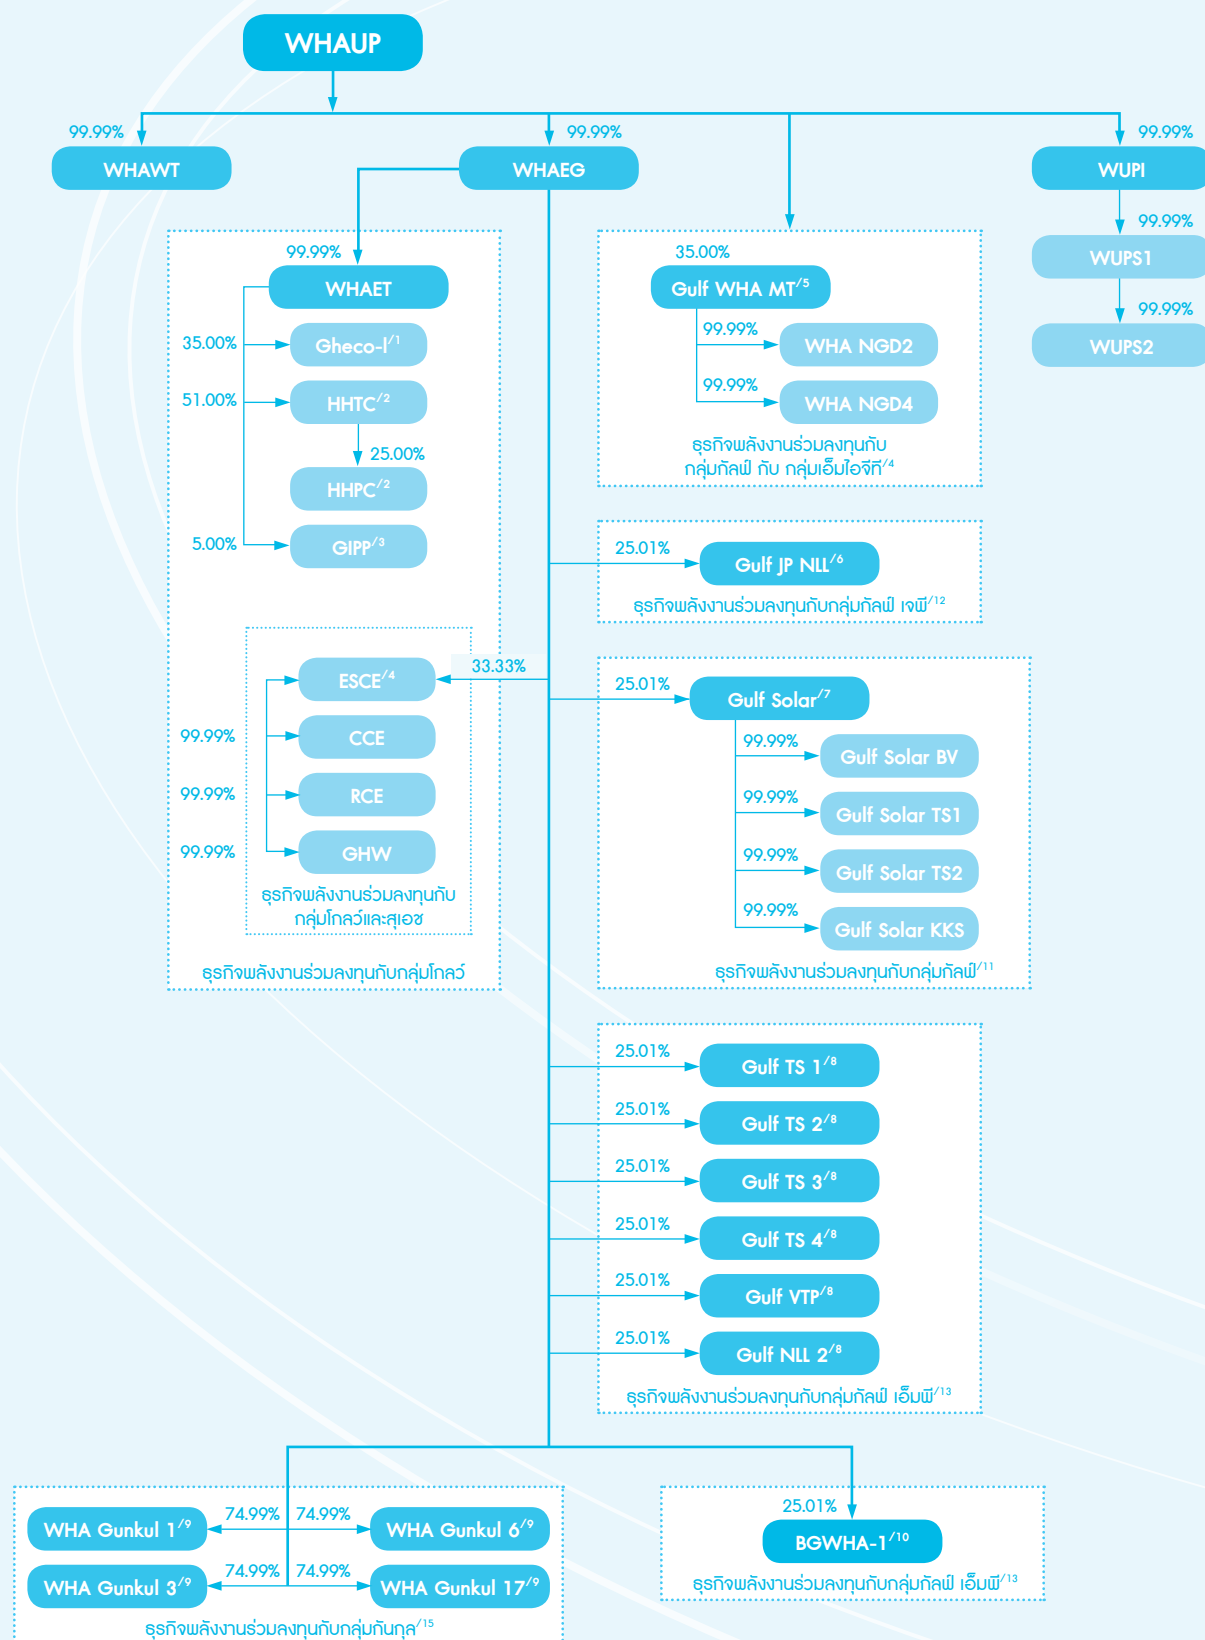 WHAUP
99.99%
WHAWT
99.99%
WHAEG
99.99%
WUPI
99.99%
WUPS1
99.99%
WUPS2
99.99%
WHAET
35.00%
Gheco-I/1
51.00%
HHTC/2
25.00%
HHPC/2
5.00%
GIPP/3
33.33%
ESCE/4
99.99%
CCE
99.99%
RCE
99.99%
GHW
ธุรกิจพลังงานร่วมลงทุนกับ
กลุ่มโกลว์และสุเอซ
ธุรกิจพลังงานร่วมลงทุนกับกลุ่มโกลว์
35.00%
Gulf WHA MT/5
99.99%
WHA NGD2
99.99%
WHA NGD4
ธุรกิจพลังงานร่วมลงทุนกับ
กลุ่มกัลฟ์ กับ กลุ่มเอ็มไอจีที/4
25.01%
Gulf JP NLL/6
ธุรกิจพลังงานร่วมลงทุนกับกลุ่มกัลฟ์ เจพี/12
25.01%
Gulf Solar/7
99.99%
Gulf Solar BV
99.99%
Gulf Solar TS1
99.99%
Gulf Solar TS2
99.99%
Gulf Solar KKS
ธุรกิจพลังงานร่วมลงทุนกับกลุ่มกัลฟ์/11
25.01%
Gulf TS 1/8
25.01%
Gulf TS 2/8
25.01%
Gulf TS 3/8
25.01%
Gulf TS 4/8
25.01%
Gulf VTP/8
25.01%
Gulf NLL 2/8
ธุรกิจพลังงานร่วมลงทุนกับกลุ่มกัลฟ์ เอ็มพี/13
WHA Gunkul 1/9
74.99%
74.99%
WHA Gunkul 6/9
WHA Gunkul 3/9
74.99%
74.99%
WHA Gunkul 17/9
ธุรกิจพลังงานร่วมลงทุนกับกลุ่มกันกุล/15
25.01%
BGWHA-1/10
ธุรกิจพลังงานร่วมลงทุนกับกลุ่มกัลฟ์ เอ็มพี/13